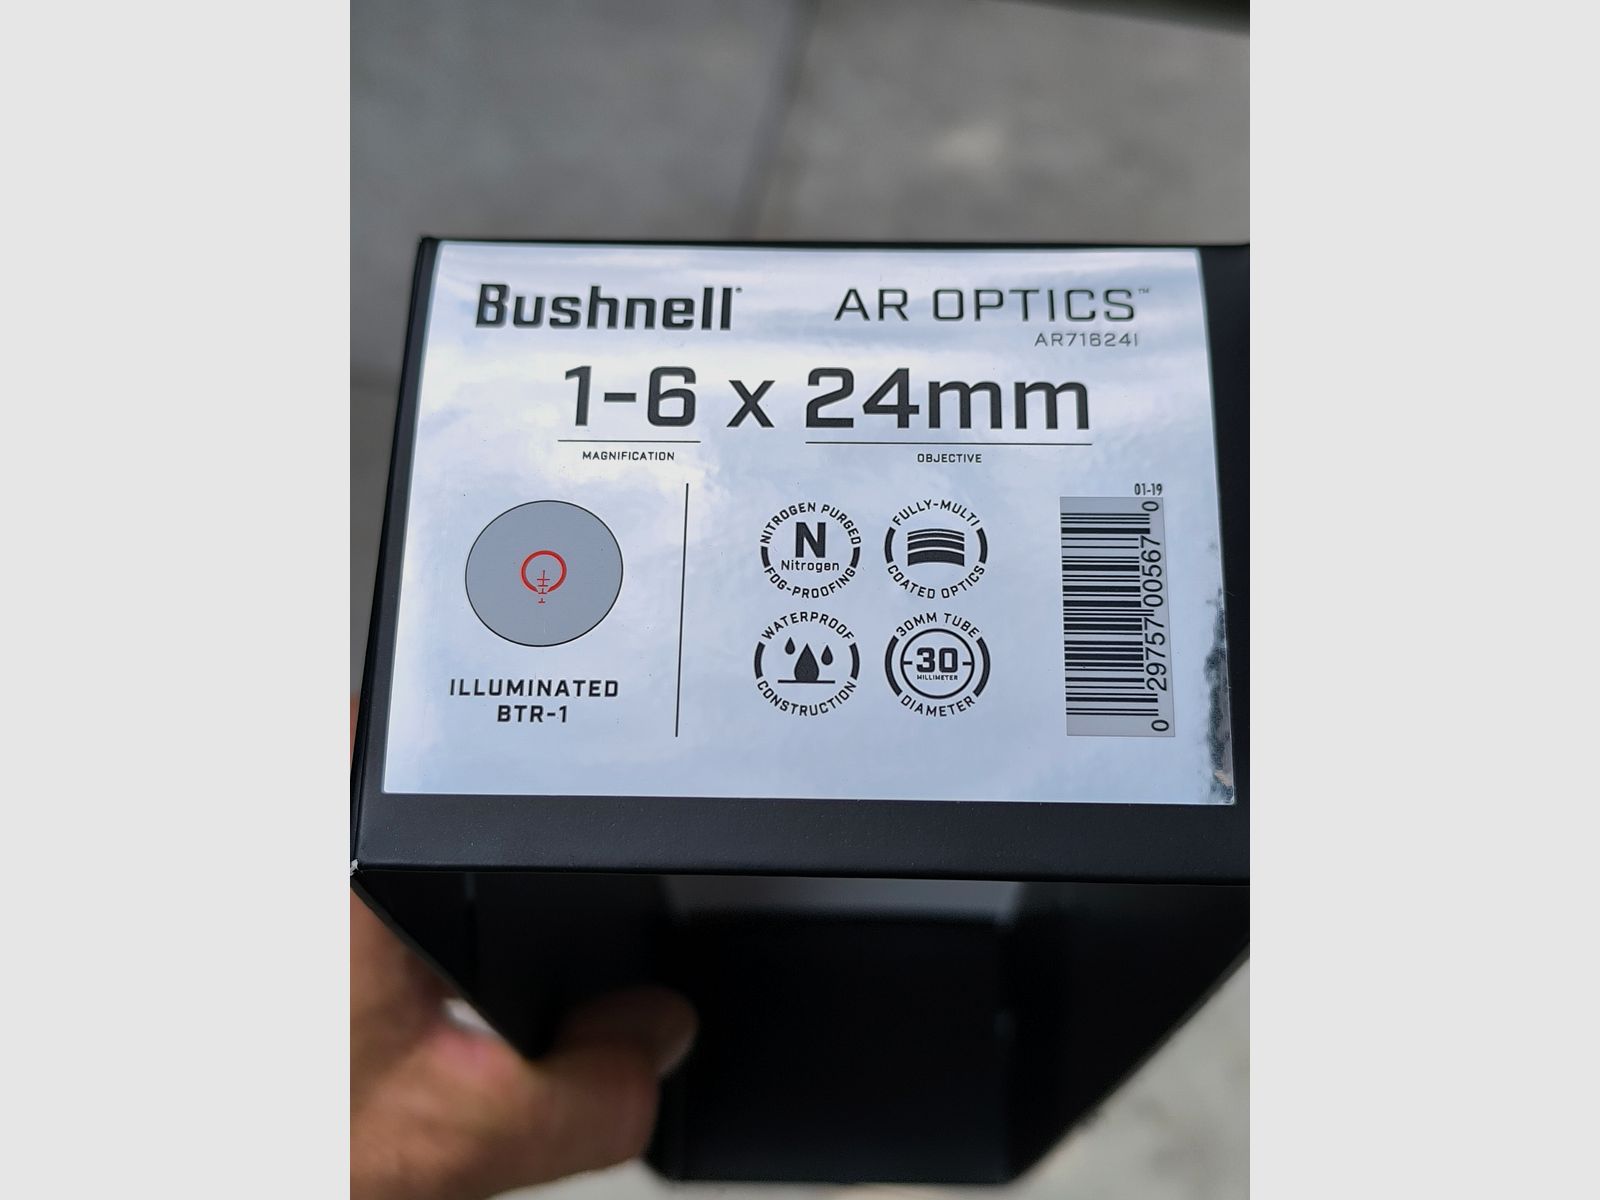 Bushnell®
AR OPTICS™
AR71624I
1-6 x 24mm
MAGNIFICATION
OBJECTIVE
ILLUMINATED
BTR-1
NITROGEN PURGED
N
Nitrogen
FOG-PROOFING
FULLY-MULTI
COATED OPTICS
WATERPROOF
CONSTRUCTION
30MM TUBE
-30-
MILLIMETER
DIAMETER
01-19
0 29757 00567 0